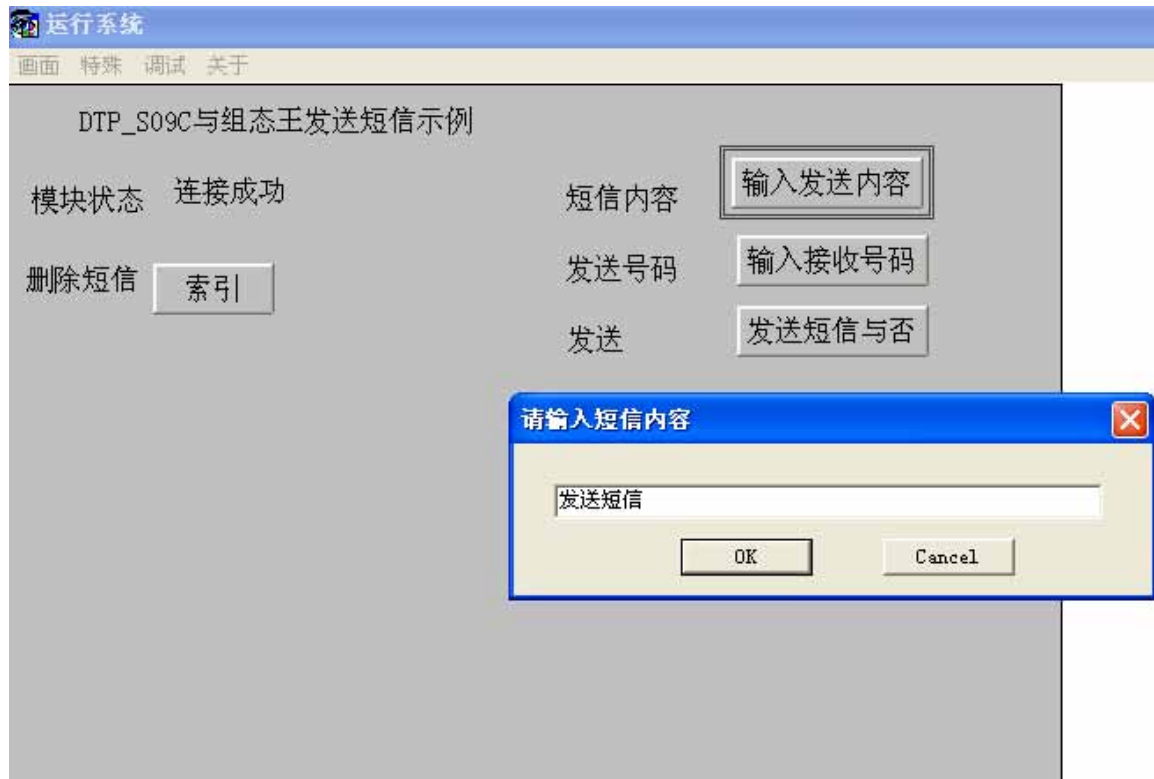 运行系统
画面 特殊 调试 关于
DTP_S09C与组态王发送短信示例
模块状态 连接成功 短信内容 输入发送内容
删除短信 索引 发送号码 输入接收号码
发送 发送短信与否
请输入短信内容
发送短信
OK Cancel